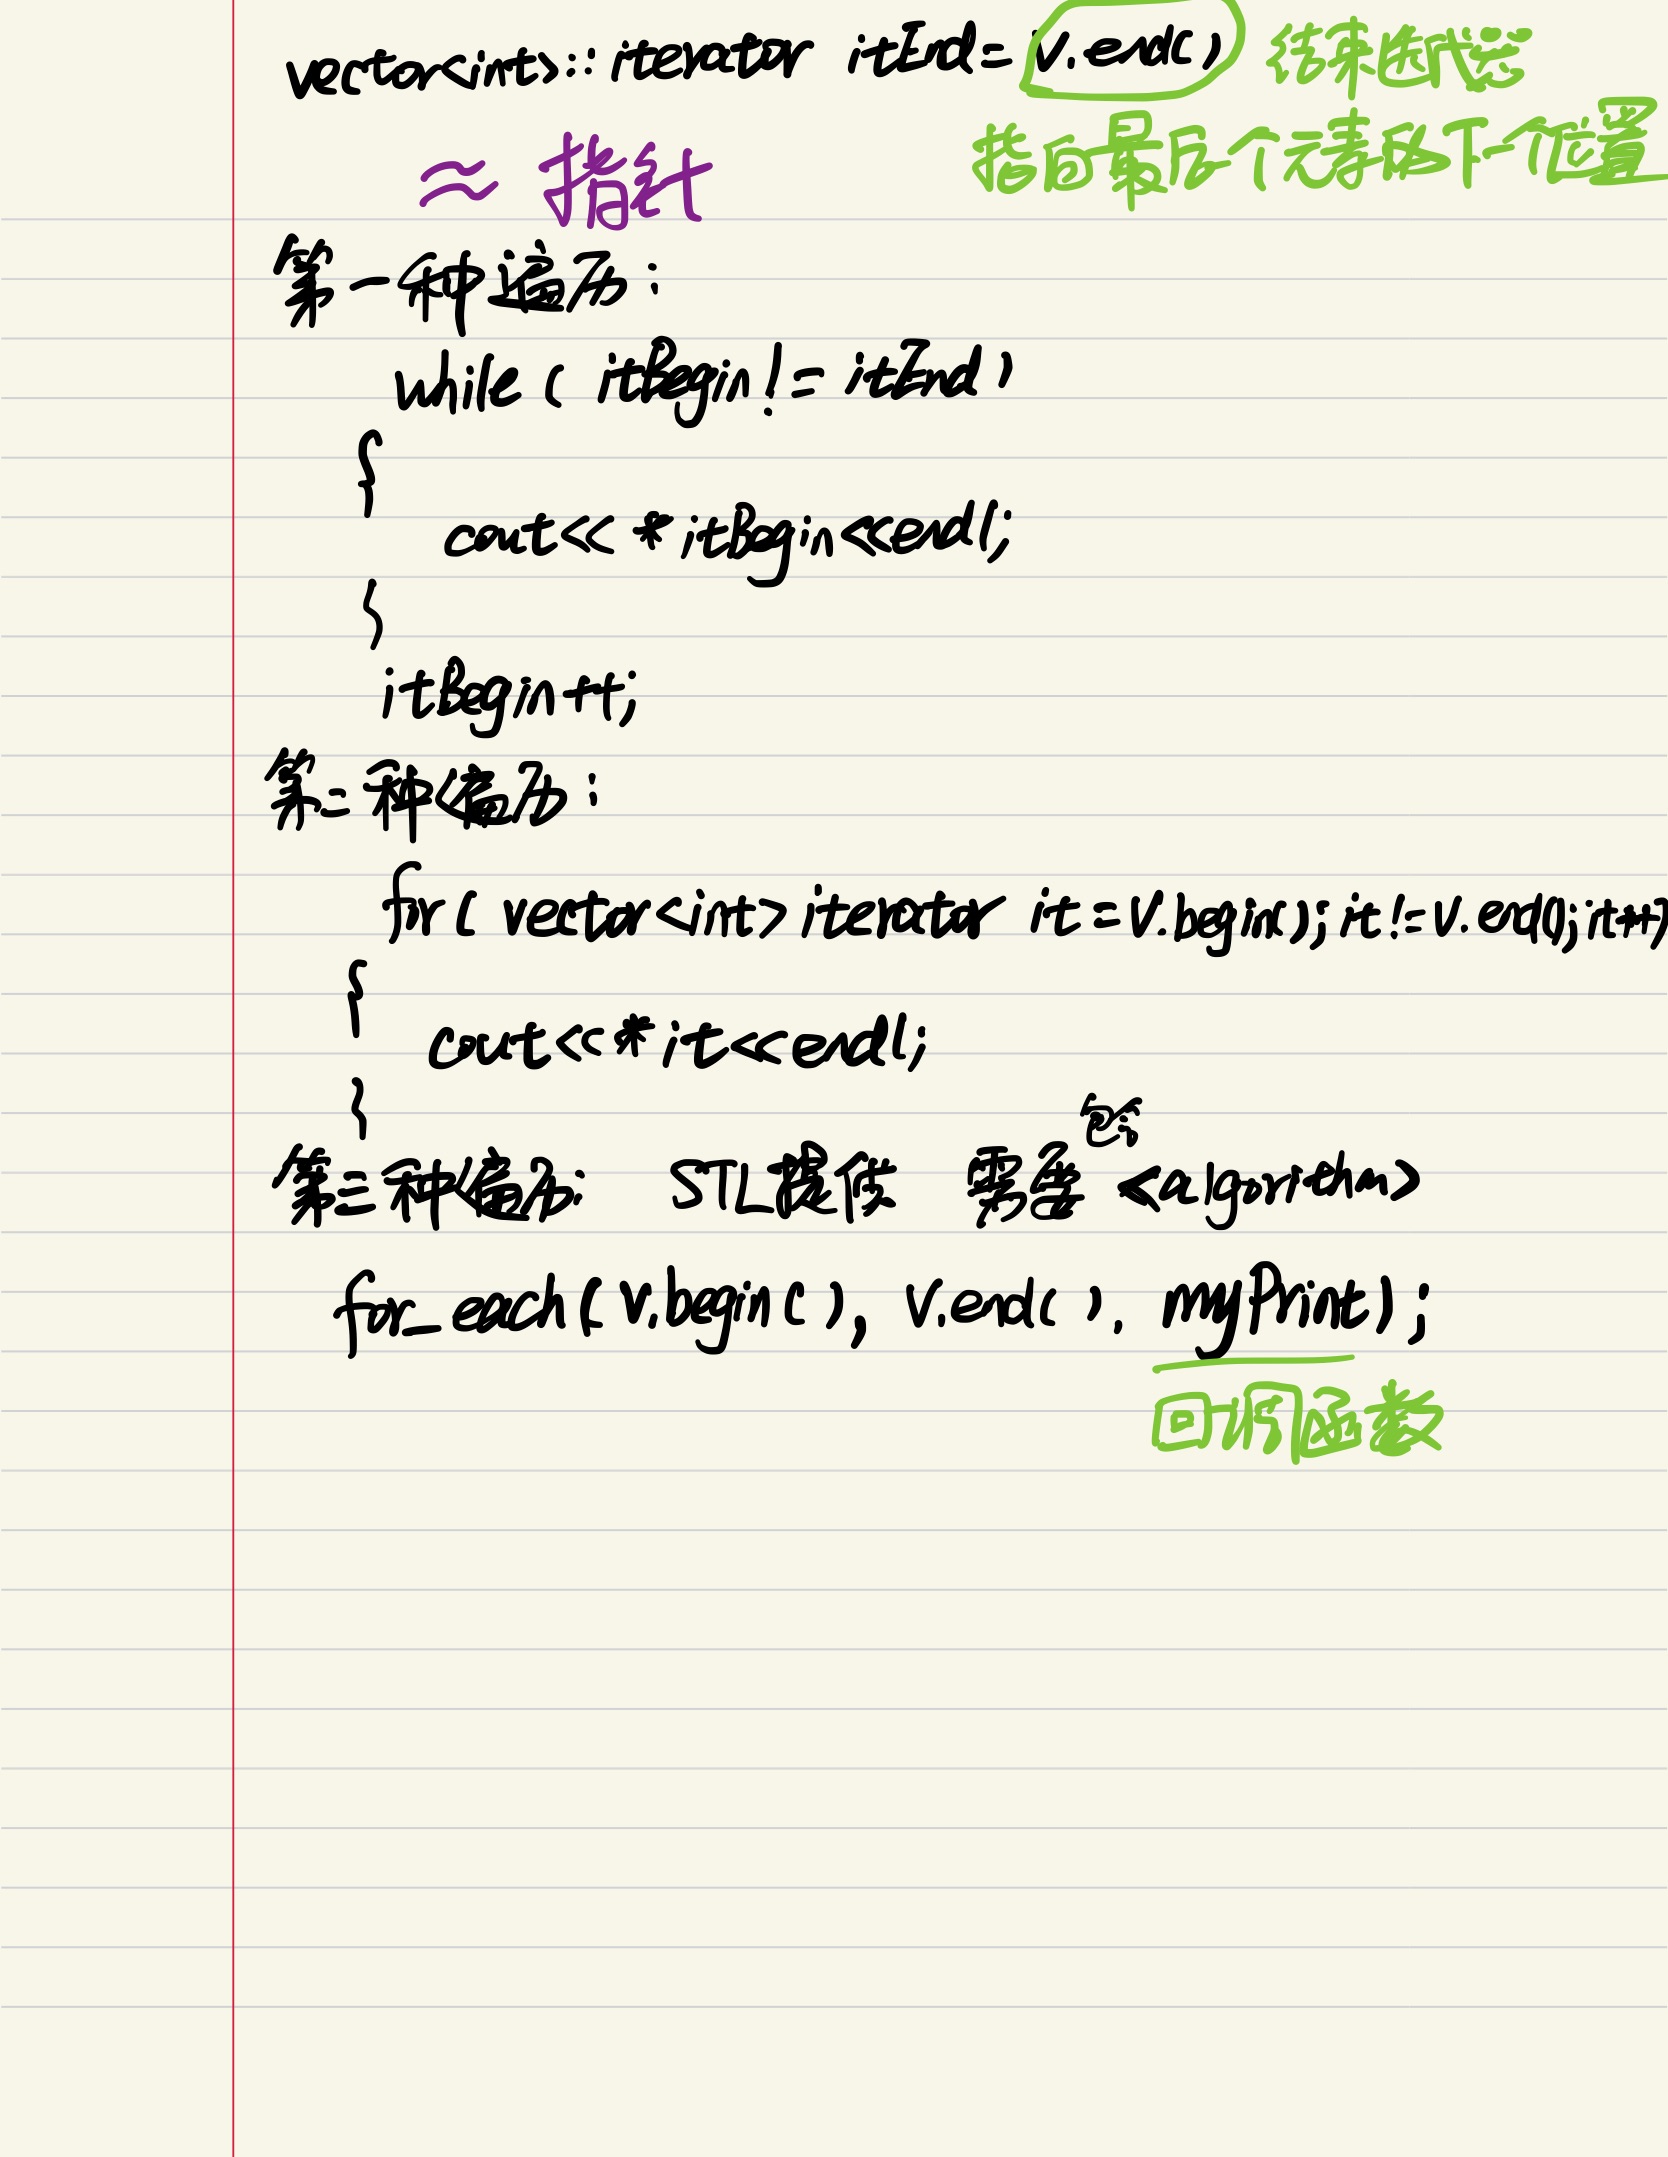 vector<int>::iterator itEnd= v.end() 结束迭代器
指向最后个元素的下一个位置
≈ 指针
第一种遍历:
while ( itBegin != itEnd )
{
cout<< *itBegin<<endl;
}
itBegin++;
第二种遍历:
for ( vector<int> iterator it = v.begin(); it != v.end(); it++)
{
cout<<*it<<endl;
}
包含
第三种遍历: STL提供 需要 <algorithm>
for_each( v.begin(), v.end(), myPrint);
回调函数